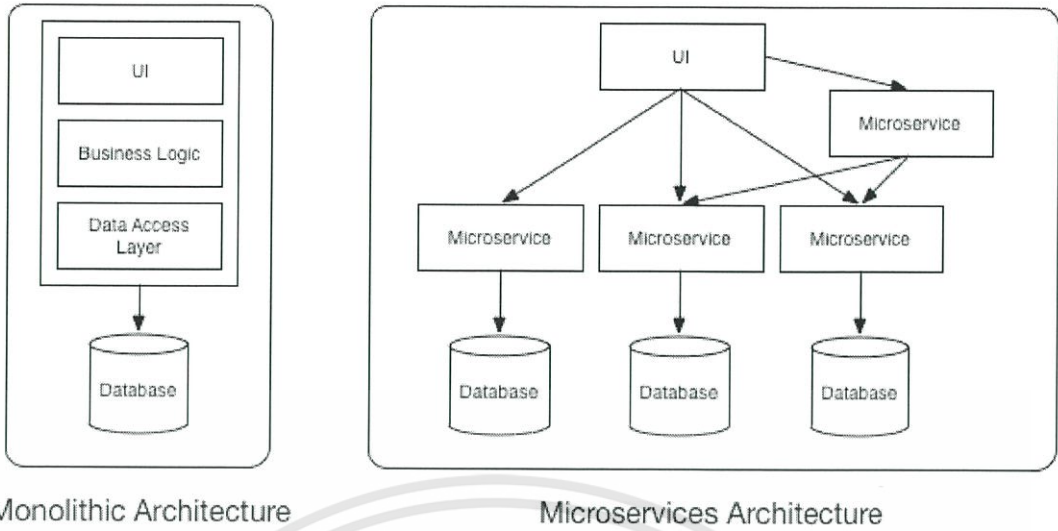 UI
Business Logic
Data Access
Layer
Database
Monolithic Architecture
UI
Microservice
Microservice
Microservice
Microservice
Database
Database
Database
Microservices Architecture